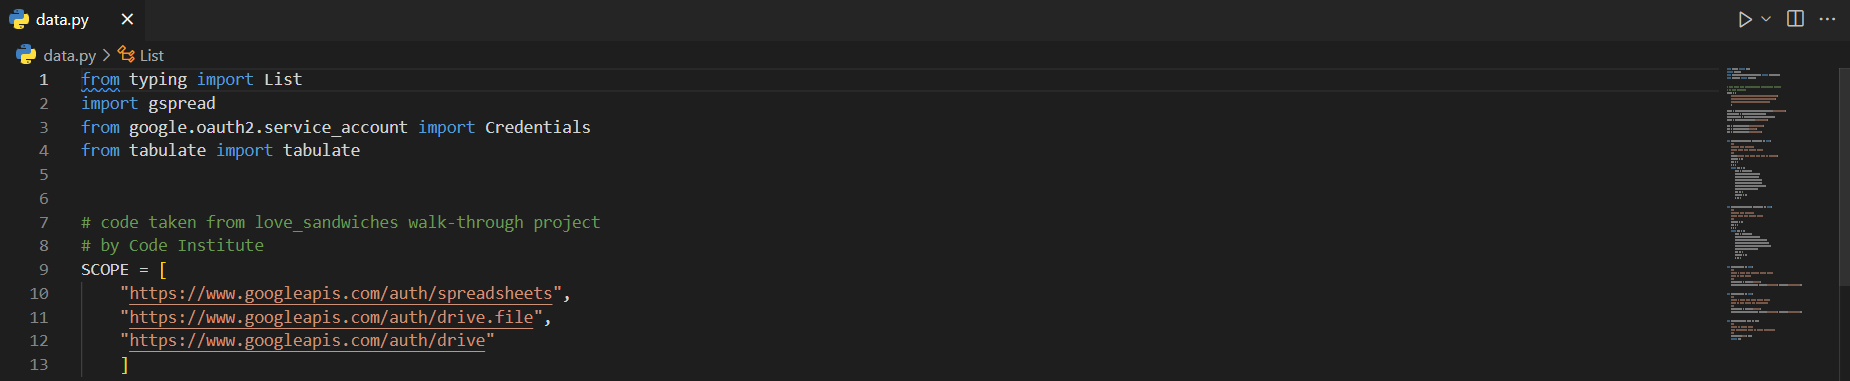 data.py
data.py > List
1 from typing import List
2 import gspread
3 from google.oauth2.service_account import Credentials
4 from tabulate import tabulate
5
6
7 # code taken from love_sandwiches walk-through project
8 # by Code Institute
9 SCOPE = [
10 "https://www.googleapis.com/auth/spreadsheets",
11 "https://www.googleapis.com/auth/drive.file",
12 "https://www.googleapis.com/auth/drive"
13 ]